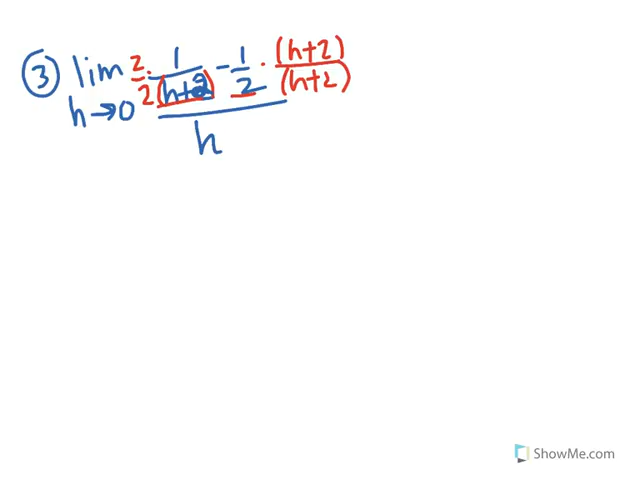 ③ lim 2/2 · 1/(h+2) - 1/2 · (h+2)/(h+2)
h→0 h
ShowMe.com